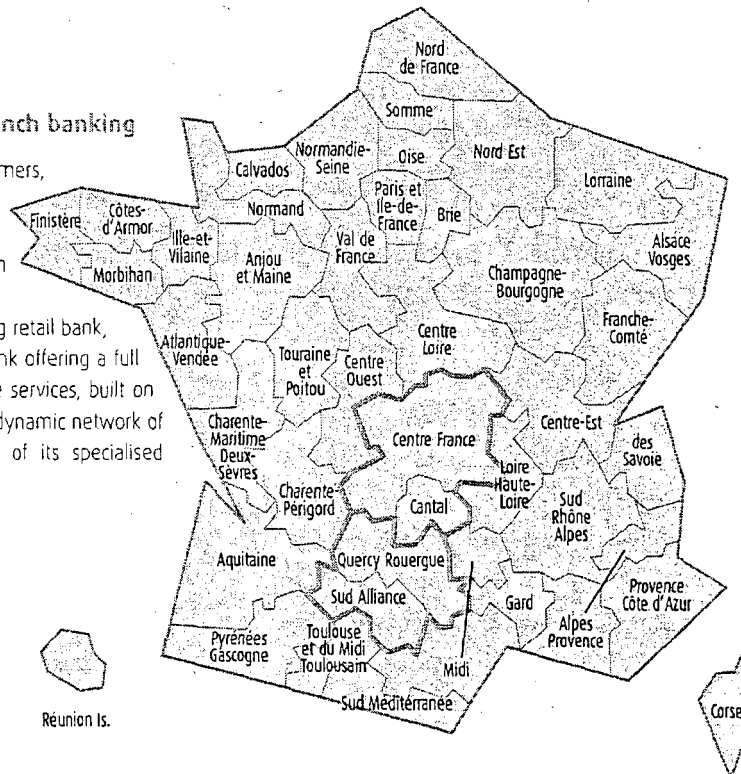 nch banking
mers,
n
g retail bank,
nk offering a full
e services, built on
dynamic network of
of its specialised
Nord
de France
Somme
Normandie-
Seine
Oise
Nord Est
Lorraine
Calvados
Paris et
Ile-de-
France
Brie
Normand
Finistère
Côtes-
d'Armor
Ille-et-
Vilaine
Morbihan
Anjou
et Maine
Val de
France
Alsace
Vosges
Champagne-
Bourgogne
Franche-
Comté
Atlantique-
Vendée
Touraine
et
Poitou
Centre
Ouest
Centre
Loire
Charente-
Maritime
Deux-
Sèvres
Centre France
Centre-Est
des
Savoie
Loire
Haute-
Loire
Charente-
Périgord
Cantal
Sud
Rhône
Alpes
Aquitaine
Quercy Rouergue
Sud Alliance
Gard
Provence
Côte d'Azur
Alpes
Provence
Pyrénées
Gascogne
Toulouse
et du Midi
Toulousain
Midi
Sud Méditerranée
Réunion Is.
Corse